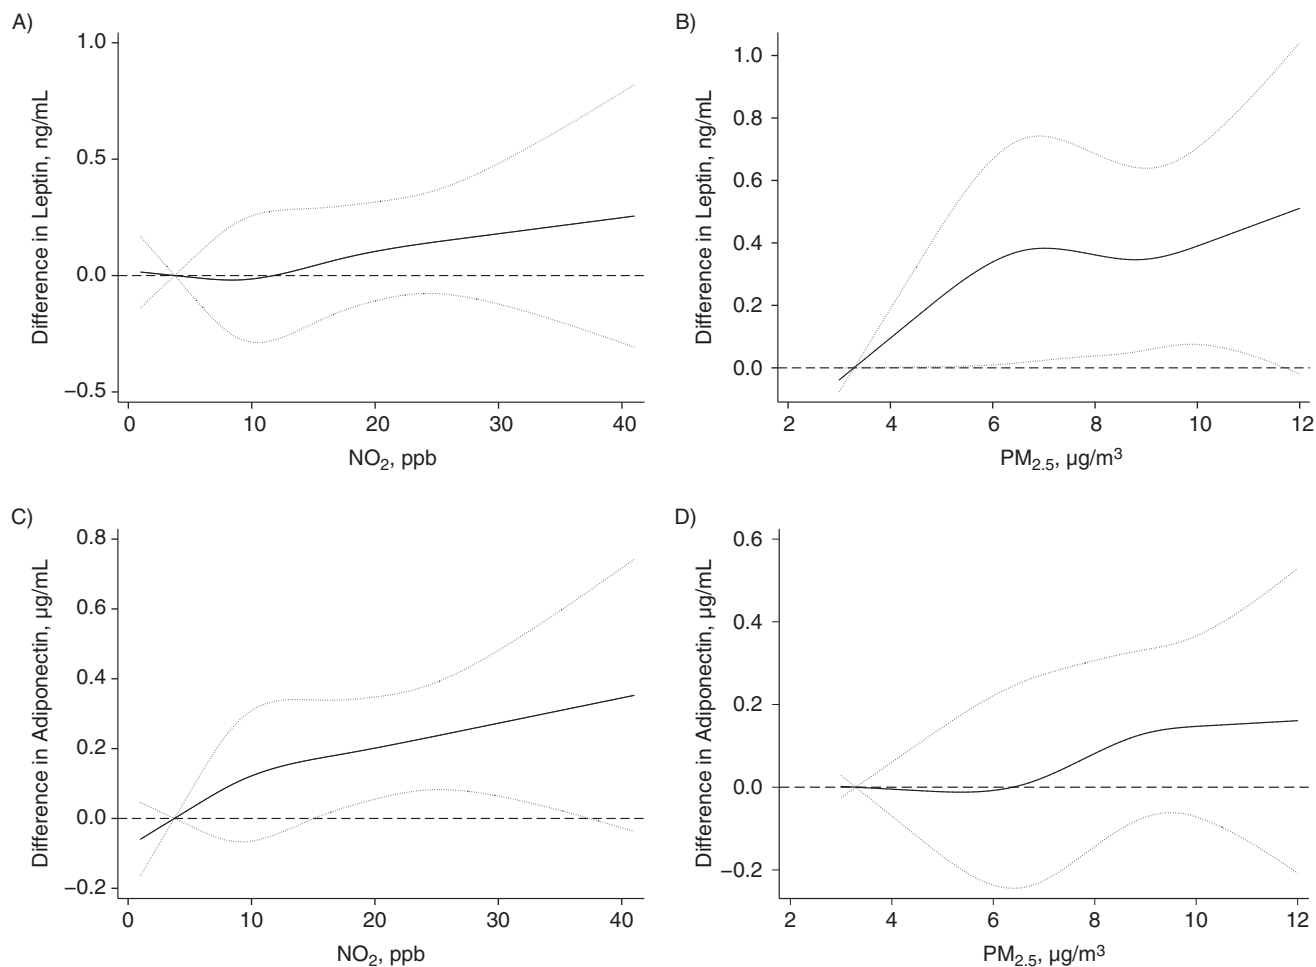 A)
Difference in Leptin, ng/mL
1.0
0.5
0.0
−0.5
0 10 20 30 40
NO2, ppb
B)
Difference in Leptin, ng/mL
1.0
0.8
0.6
0.4
0.2
0.0
2 4 6 8 10 12
PM2.5, µg/m3
C)
Difference in Adiponectin, µg/mL
0.8
0.6
0.4
0.2
0.0
−0.2
0 10 20 30 40
NO2, ppb
D)
Difference in Adiponectin, µg/mL
0.6
0.4
0.2
0.0
−0.2
2 4 6 8 10 12
PM2.5, µg/m3